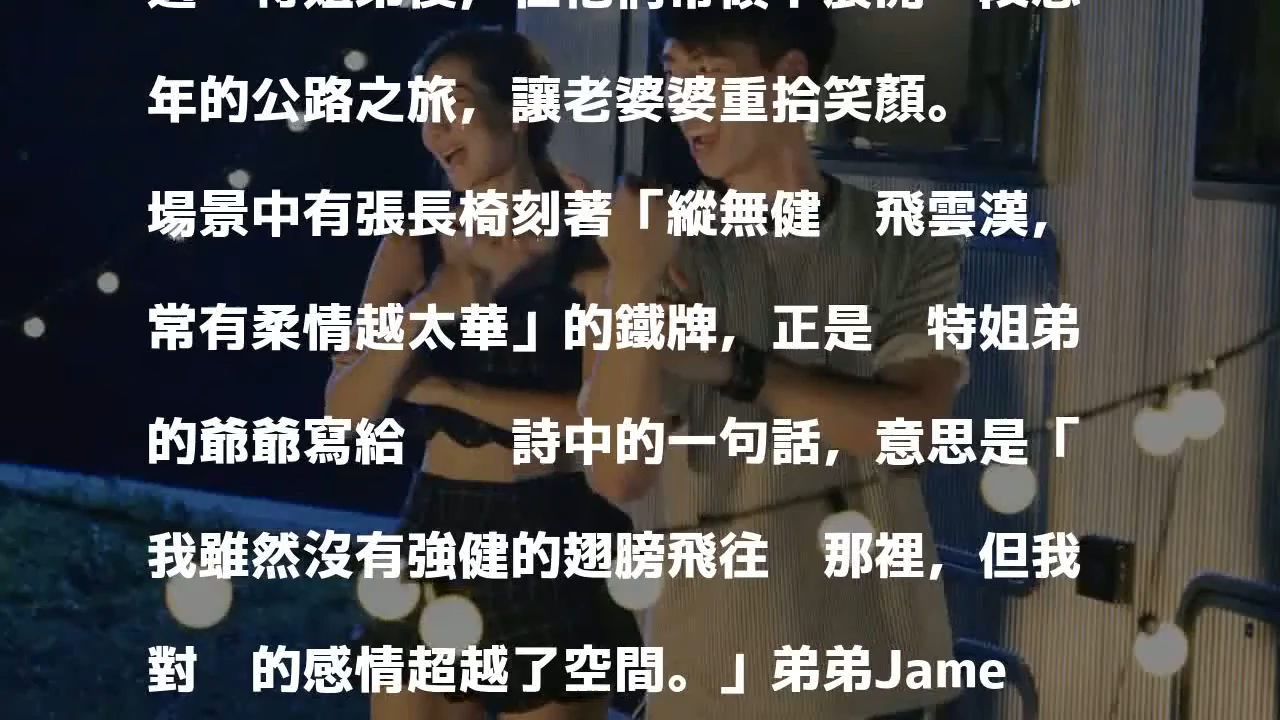 年的公路之旅，讓老婆婆重拾笑顏。
場景中有張長椅刻著「縱無健　飛雲漢，
常有柔情越太華」的鐵牌，正是　特姐弟
的爺爺寫給　　詩中的一句話，意思是「
我雖然沒有強健的翅膀飛往　那裡，但我
對　的感情超越了空間。」弟弟Jame